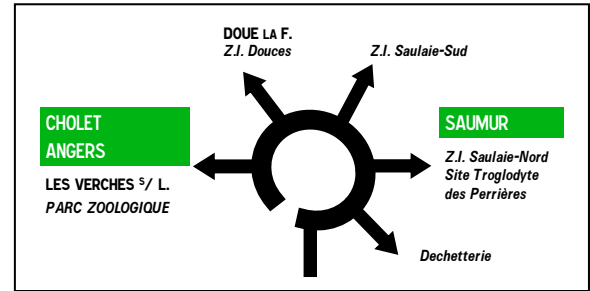 DOUE LA F.
Z.I. Douces
Z.I. Saulaie-Sud
CHOLET
ANGERS
LES VERCHES S/ L.
PARC ZOOLOGIQUE
SAUMUR
Z.I. Saulaie-Nord
Site Troglodyte
des Perrières
Dechetterie